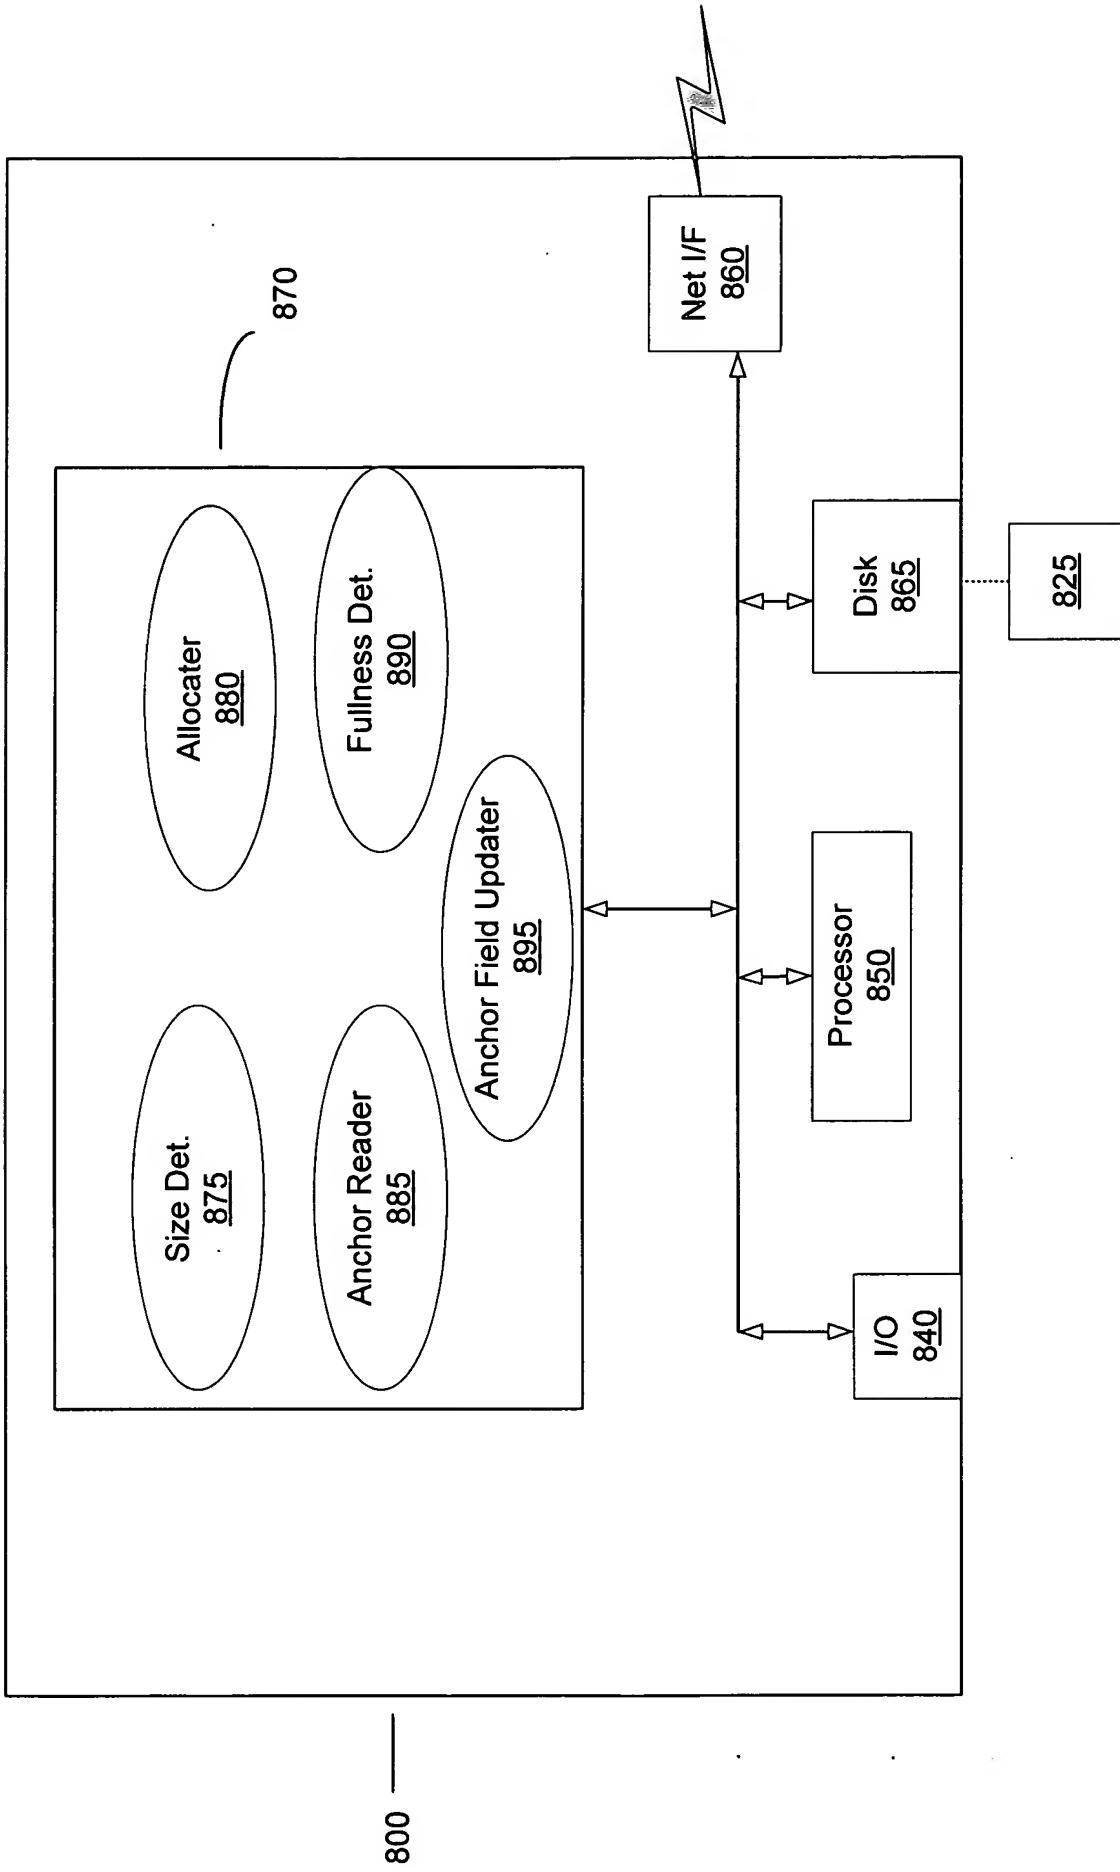 800
870
Size Det.
875
Allocater
880
Anchor Reader
885
Fullness Det.
890
Anchor Field Updater
895
I/O
840
Processor
850
Disk
865
Net I/F
860
825